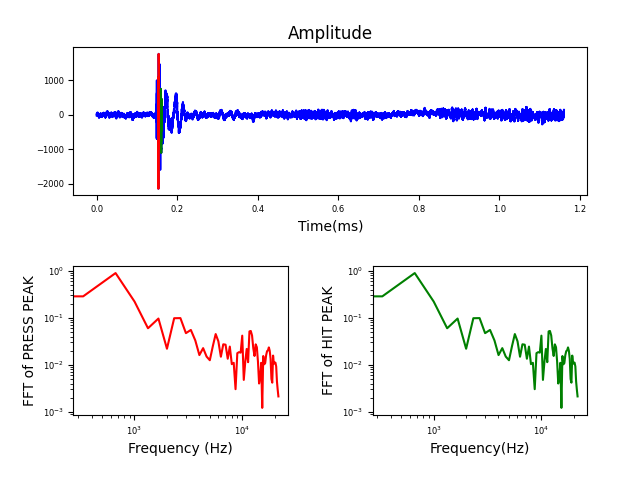 Amplitude
1000
0
−1000
−2000
0.0 0.2 0.4 0.6 0.8 1.0 1.2
Time(ms)
FFT of PRESS PEAK
10⁰
10⁻¹
10⁻²
10⁻³
10³ 10⁴
Frequency (Hz)
FFT of HIT PEAK
10⁰
10⁻¹
10⁻²
10⁻³
10³ 10⁴
Frequency(Hz)